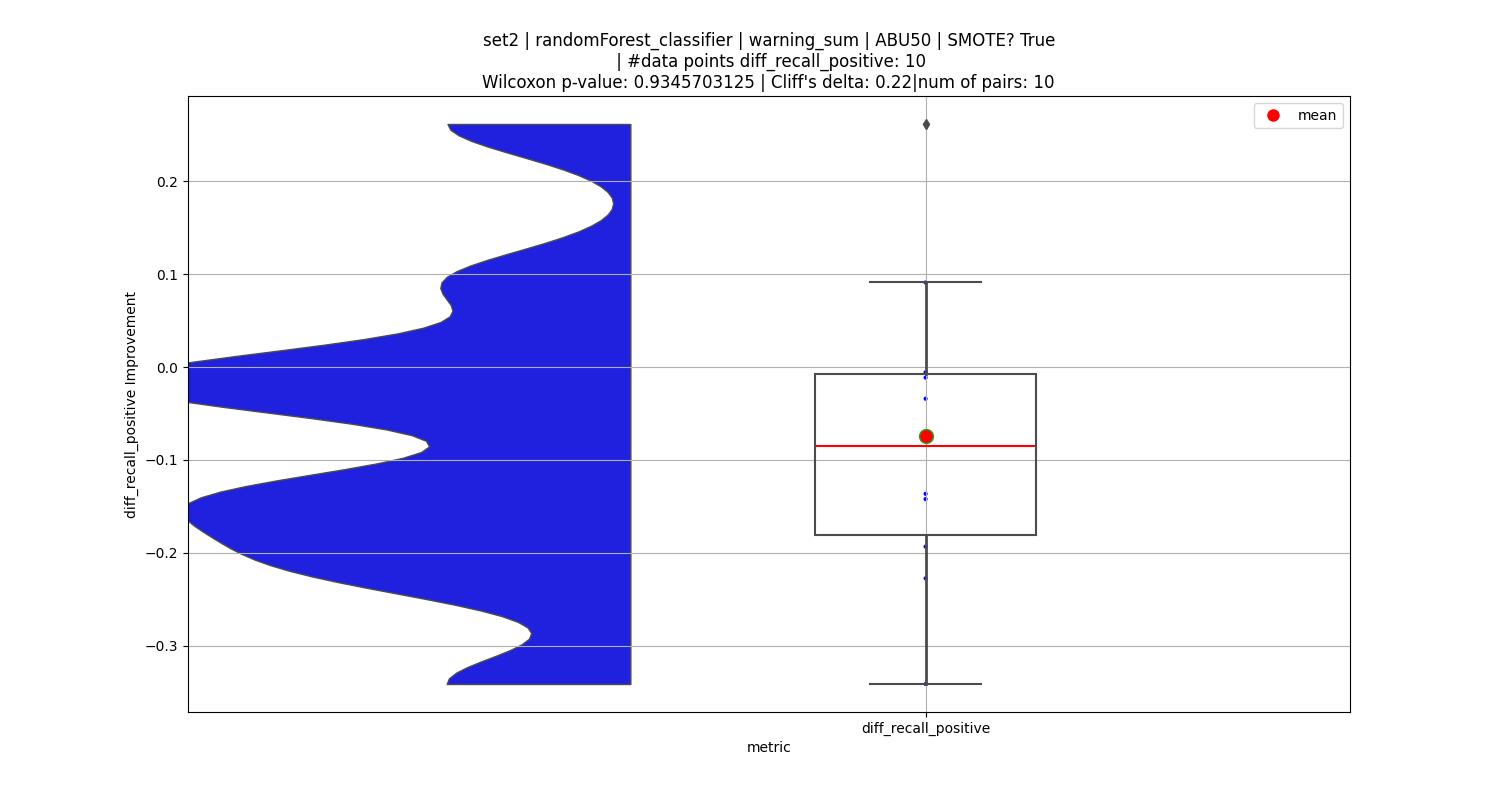 set2 | randomForest_classifier | warning_sum | ABU50 | SMOTE? True
| #data points diff_recall_positive: 10
Wilcoxon p-value: 0.9345703125 | Cliff's delta: 0.22|num of pairs: 10
mean
0.2
0.1
0.0
−0.1
−0.2
−0.3
diff_recall_positive Improvement
diff_recall_positive
metric